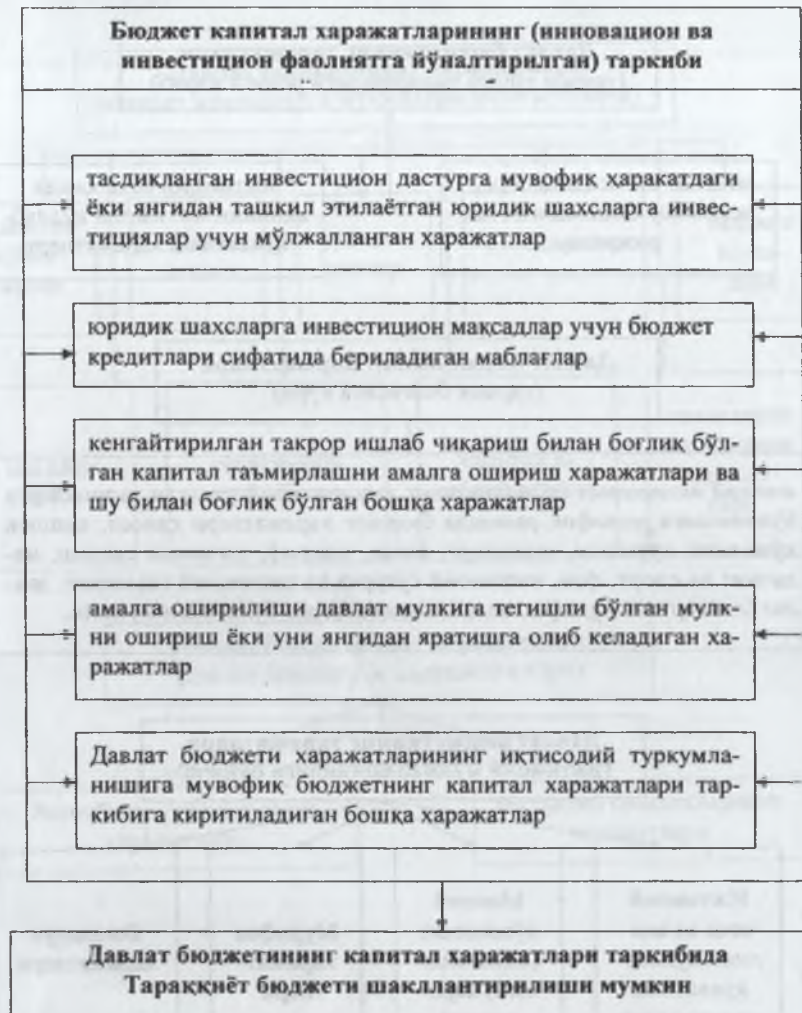 Бюджет капитал харажатларининг (инновацион ва
инвестицион фаолиятга йўналтирилган) таркиби
тасдиқланган инвестицион дастурга мувофиқ ҳаракатдаги
ёки янгидан ташкил этилаётган юридик шахсларга инвес-
тициялар учун мўлжалланган харажатлар
юридик шахсларга инвестицион мақсадлар учун бюджет
кредитлари сифатида бериладиган маблағлар
кенгайтирилган такрор ишлаб чиқариш билан боғлиқ бўл-
ган капитал таъмирлашни амалга ошириш харажатлари ва
шу билан боғлиқ бўлган бошқа харажатлар
амалга оширилиши давлат мулкига тегишли бўлган мулк-
ни ошириш ёки уни янгидан яратишга олиб келадиган ха-
ражатлар
Давлат бюджети харажатларининг иқтисодий туркумла-
нишига мувофиқ бюджетнинг капитал харажатлари тар-
кибига киритиладиган бошқа харажатлар
Давлат бюджетининг капитал харажатлари таркибида
Тараққиёт бюджети шакллантирилиши мумкин